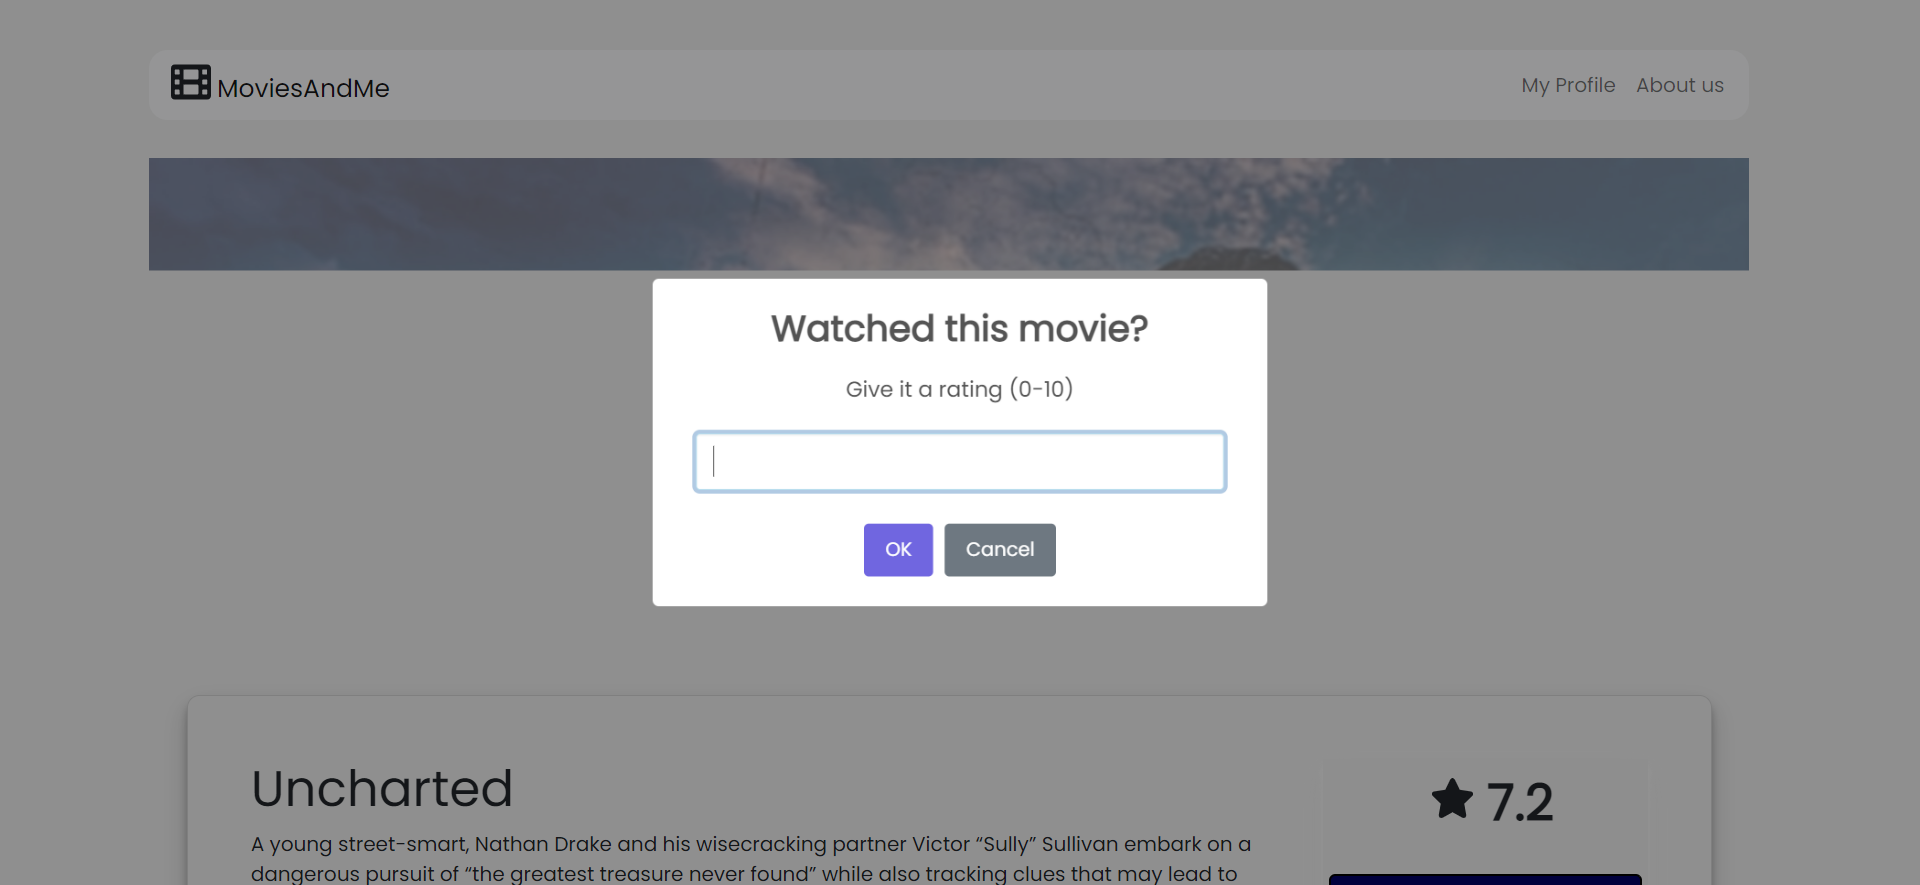 MoviesAndMe
My Profile
About us
Watched this movie?
Give it a rating (0-10)
OK
Cancel
Uncharted
7.2
A young street-smart, Nathan Drake and his wisecracking partner Victor “Sully” Sullivan embark on a
dangerous pursuit of “the greatest treasure never found” while also tracking clues that may lead to